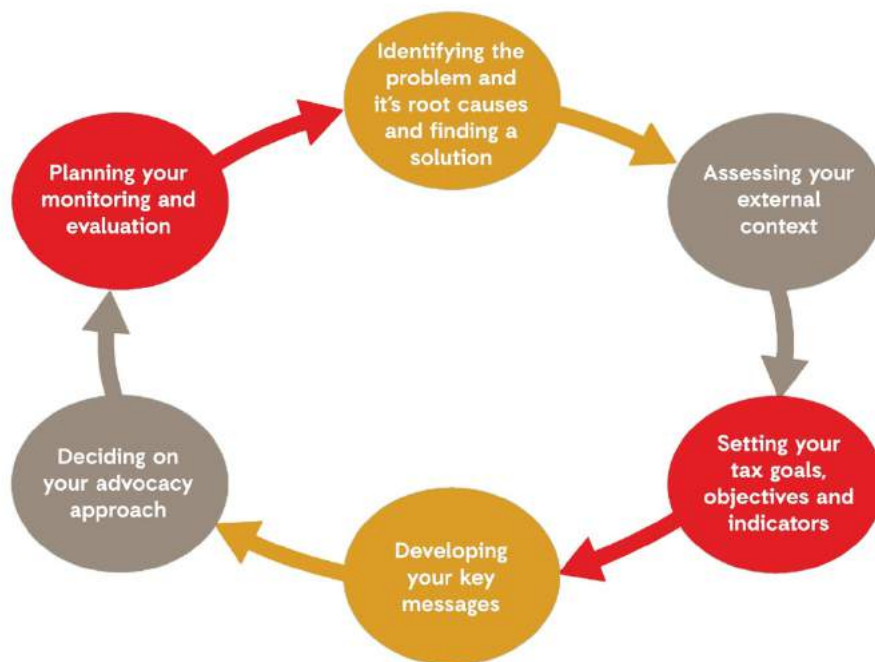 Identifying the
problem and
it's root causes
and finding a
solution
Assessing your
external
context
Setting your
tax goals,
objectives and
indicators
Developing
your key
messages
Deciding on
your advocacy
approach
Planning your
monitoring and
evaluation